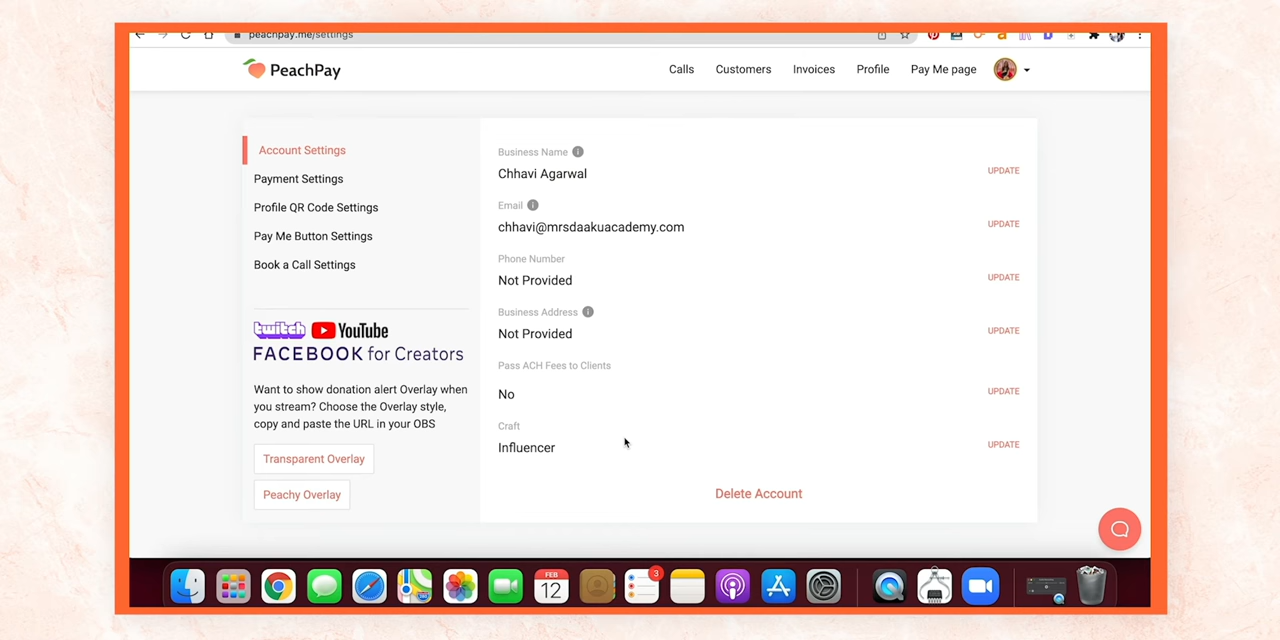 peachpay.me/settings
PeachPay
Calls
Customers
Invoices
Profile
Pay Me page
Account Settings
Payment Settings
Profile QR Code Settings
Pay Me Button Settings
Book a Call Settings
twitch YouTube
FACEBOOK for Creators
Want to show donation alert Overlay when
you stream? Choose the Overlay style,
copy and paste the URL in your OBS
Transparent Overlay
Peachy Overlay
Business Name
Chhavi Agarwal
UPDATE
Email
chhavi@mrsdaakuacademy.com
UPDATE
Phone Number
Not Provided
UPDATE
Business Address
Not Provided
UPDATE
Pass ACH Fees to Clients
No
UPDATE
Craft
Influencer
UPDATE
Delete Account
FEB
12
3